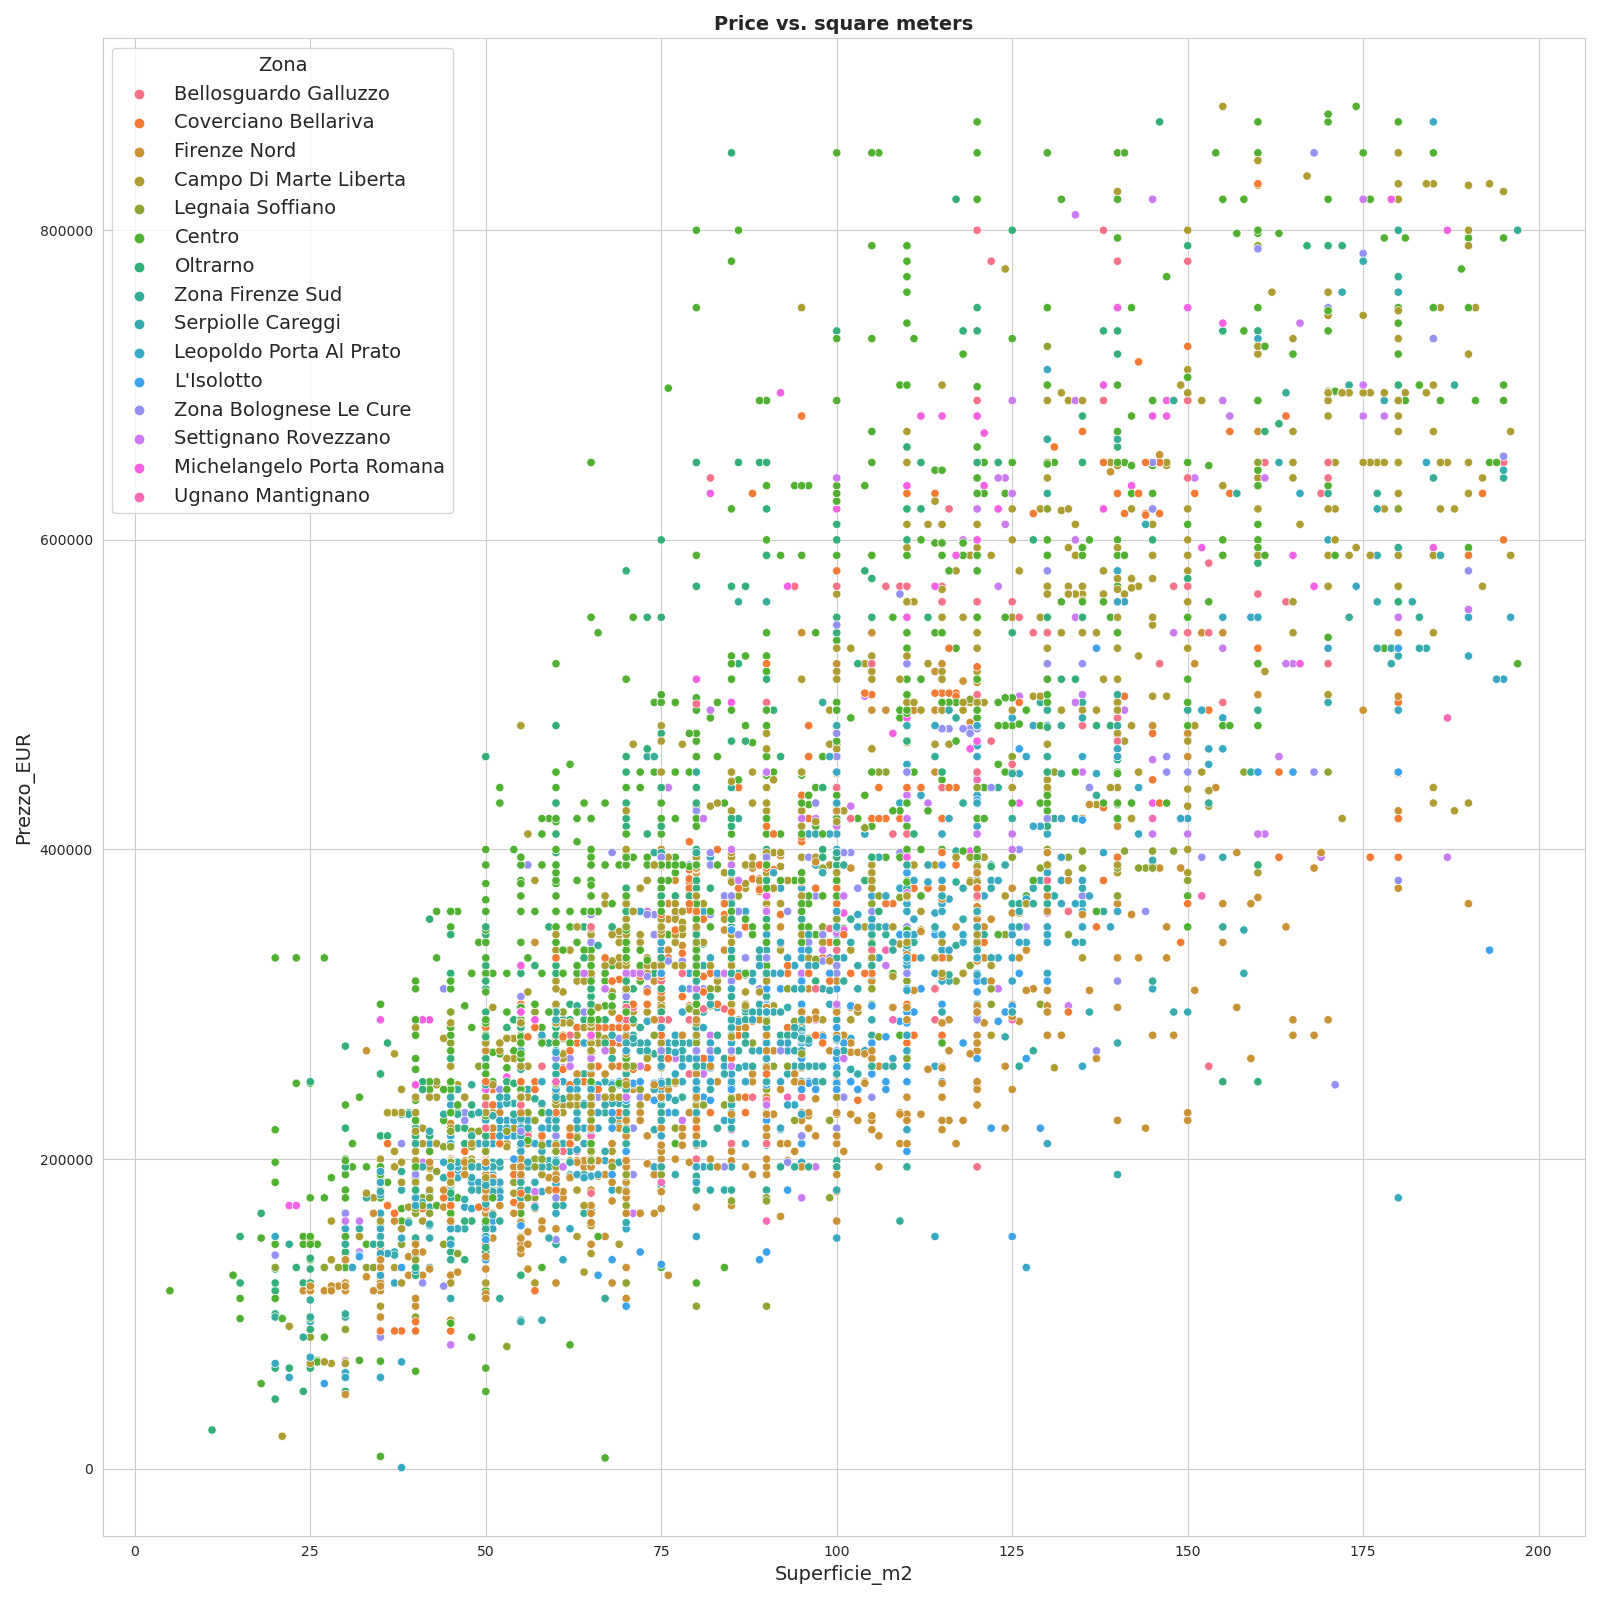 Price vs. square meters
Zona
Bellosguardo Galluzzo
Coverciano Bellariva
Firenze Nord
Campo Di Marte Liberta
Legnaia Soffiano
Centro
Oltrarno
Zona Firenze Sud
Serpiolle Careggi
Leopoldo Porta Al Prato
L'Isolotto
Zona Bolognese Le Cure
Settignano Rovezzano
Michelangelo Porta Romana
Ugnano Mantignano
Prezzo_EUR
800000
600000
400000
200000
0
0 25 50 75 100 125 150 175 200
Superficie_m2